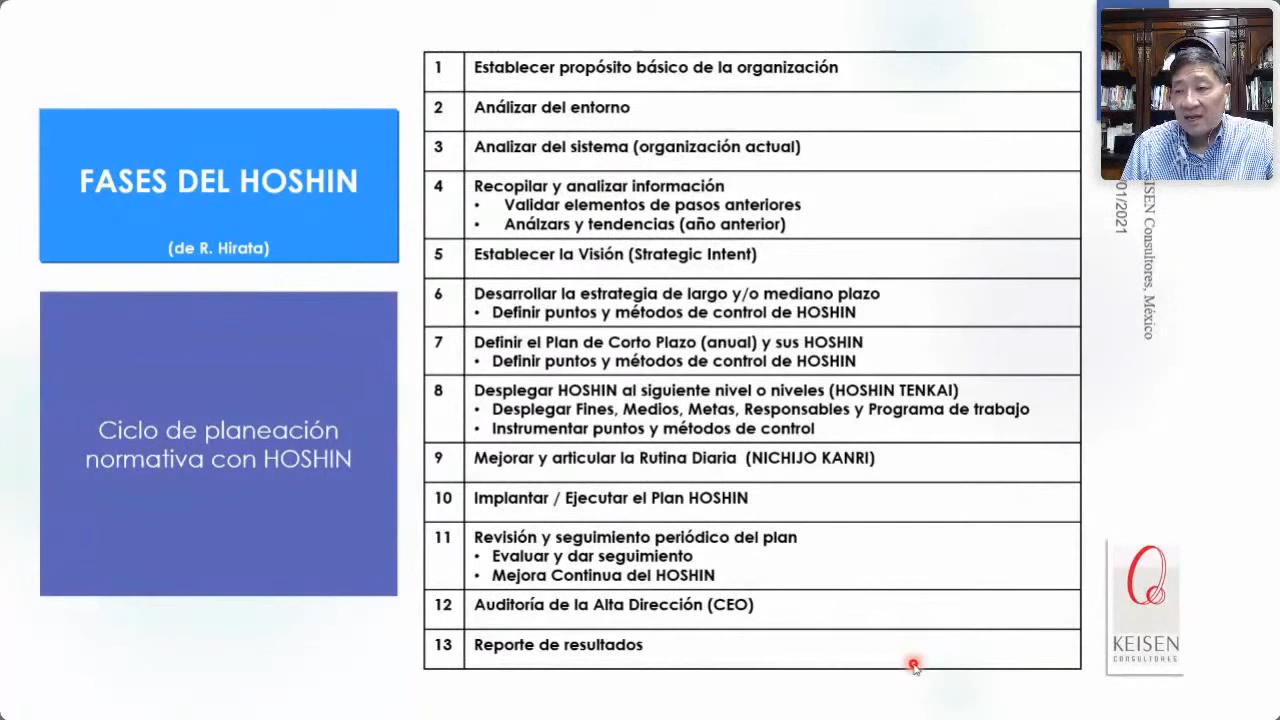 FASES DEL HOSHIN
(de R. Hirata)
Ciclo de planeación
normativa con HOSHIN
1 Establecer propósito básico de la organización
2 Análizar del entorno
3 Analizar del sistema (organización actual)
4 Recopilar y analizar información
• Validar elementos de pasos anteriores
• Análzars y tendencias (año anterior)
5 Establecer la Visión (Strategic Intent)
6 Desarrollar la estrategia de largo y/o mediano plazo
• Definir puntos y métodos de control de HOSHIN
7 Definir el Plan de Corto Plazo (anual) y sus HOSHIN
• Definir puntos y métodos de control de HOSHIN
8 Desplegar HOSHIN al siguiente nivel o niveles (HOSHIN TENKAI)
• Desplegar Fines, Medios, Metas, Responsables y Programa de trabajo
• Instrumentar puntos y métodos de control
9 Mejorar y articular la Rutina Diaria (NICHIJO KANRI)
10 Implantar / Ejecutar el Plan HOSHIN
11 Revisión y seguimiento periódico del plan
• Evaluar y dar seguimiento
• Mejora Continua del HOSHIN
12 Auditoría de la Alta Dirección (CEO)
13 Reporte de resultados
01/2021
EISEN Consultores, México
KEISEN
CONSULTORES